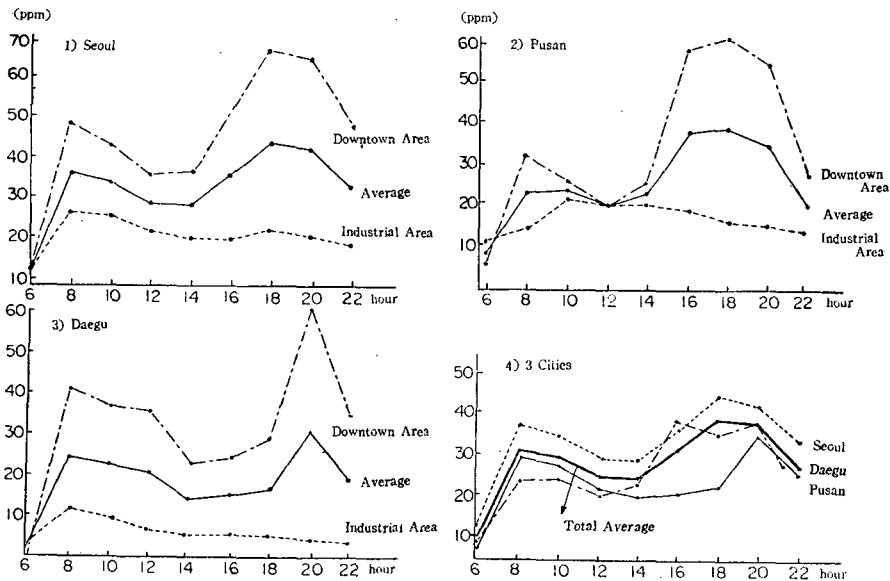 (ppm)
70
60
50
40
30
20
10
1) Seoul
Downtown Area
Average
Industrial Area
6 8 10 12 14 16 18 20 22 hour
(ppm)
60
50
40
30
20
10
2) Pusan
Downtown
Area
Average
Industrial
Area
6 8 10 12 14 16 18 20 22 hour
60
50
40
30
20
10
3) Daegu
Downtown Area
Average
Industrial Area
6 8 10 12 14 16 18 20 22 hour
50
40
30
20
10
4) 3 Cities
Seoul
Daegu
Pusan
Total Average
6 8 10 12 14 16 18 20 22 hour